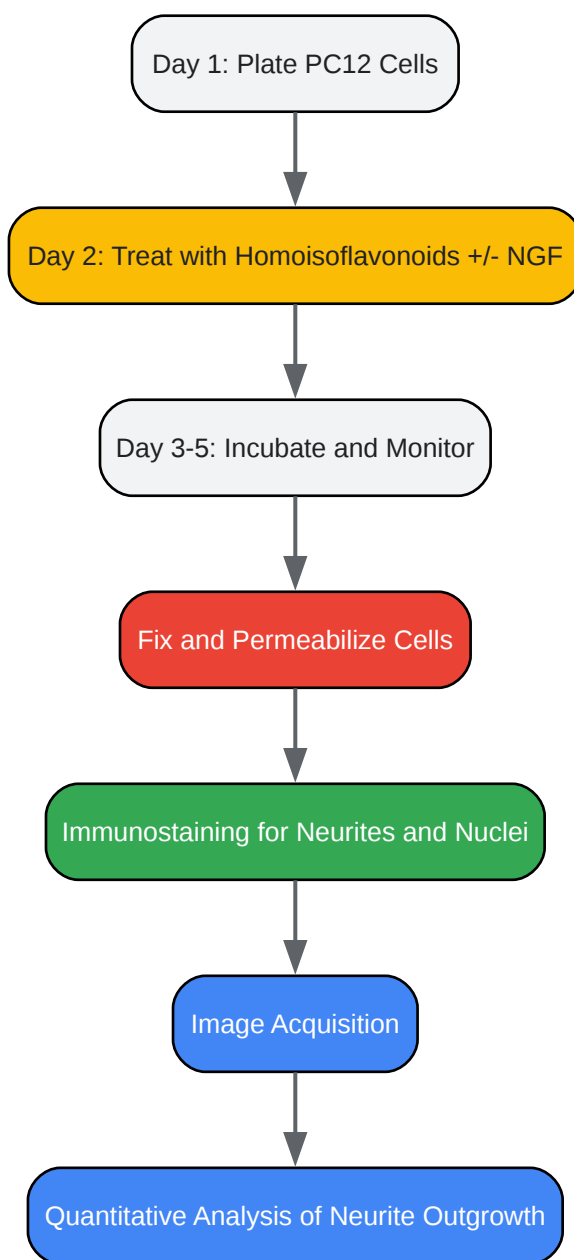 Day 1: Plate PC12 Cells
Day 2: Treat with Homoisoflavonoids +/- NGF
Day 3-5: Incubate and Monitor
Fix and Permeabilize Cells
Immunostaining for Neurites and Nuclei
Image Acquisition
Quantitative Analysis of Neurite Outgrowth